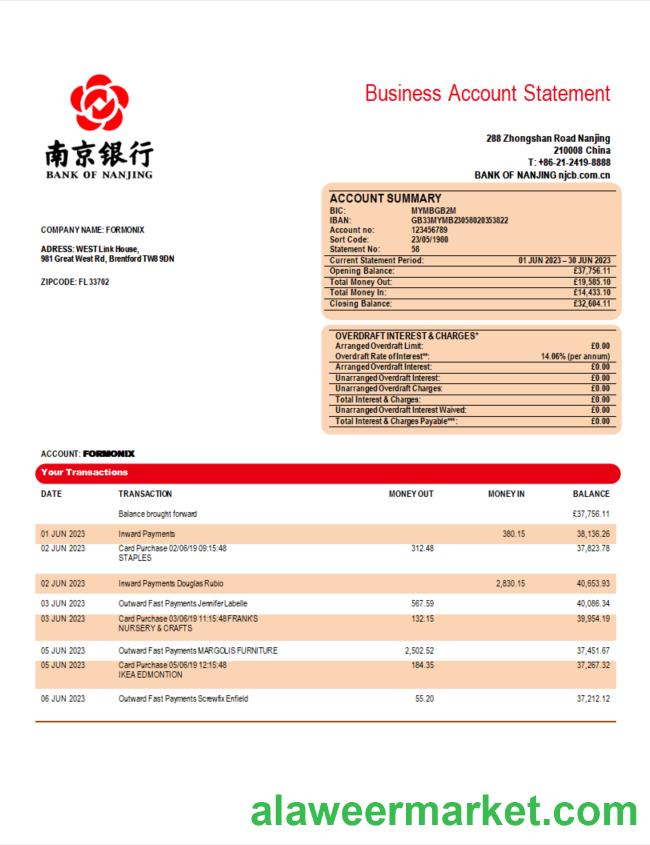 Business Account Statement
南京银行
BANK OF NANJING
288 Zhongshan Road Nanjing
210008 China
T: +86-21-2419-8888
BANK OF NANJING njcb.com.cn
COMPANY NAME: FORMONIX
ADRESS: WEST Link House,
981 Great West Rd, Brentford TW8 9DN
ZIPCODE: FL 33702
ACCOUNT SUMMARY
BIC: MYMBGB2M
IBAN: GB33MYMB23058020353822
Account no: 123456789
Sort Code: 23/05/1980
Statement No: 58
Current Statement Period: 01 JUN 2023 – 30 JUN 2023
Opening Balance: £37,756.11
Total Money Out: £19,585.10
Total Money In: £14,433.10
Closing Balance: £32,604.11
OVERDRAFT INTEREST & CHARGES*
Arranged Overdraft Limit: £0.00
Overdraft Rate of Interest**: 14.06% (per annum)
Arranged Overdraft Interest: £0.00
Unarranged Overdraft Interest: £0.00
Unarranged Overdraft Charges: £0.00
Total Interest & Charges: £0.00
Unarranged Overdraft Interest Waived: £0.00
Total Interest & Charges Payable***: £0.00
ACCOUNT: FORMONIX
Your Transactions
DATE TRANSACTION MONEY OUT MONEY IN BALANCE
Balance brought forward £37,756.11
01 JUN 2023 Inward Payments 380.15 38,136.26
02 JUN 2023 Card Purchase 02/06/19 09:15:48 312.48 37,823.78
STAPLES
02 JUN 2023 Inward Payments Douglas Rubio 2,830.15 40,653.93
03 JUN 2023 Outward Fast Payments Jennifer Labelle 567.59 40,086.34
03 JUN 2023 Card Purchase 03/06/19 11:15:48 FRANKS 132.15 39,954.19
NURSERY & CRAFTS
05 JUN 2023 Outward Fast Payments MARGOLIS FURNITURE 2,502.52 37,451.67
05 JUN 2023 Card Purchase 05/06/19 12:15:48 184.35 37,267.32
IKEA EDMONTION
06 JUN 2023 Outward Fast Payments Screwfix Enfield 55.20 37,212.12
alaweermarket.com